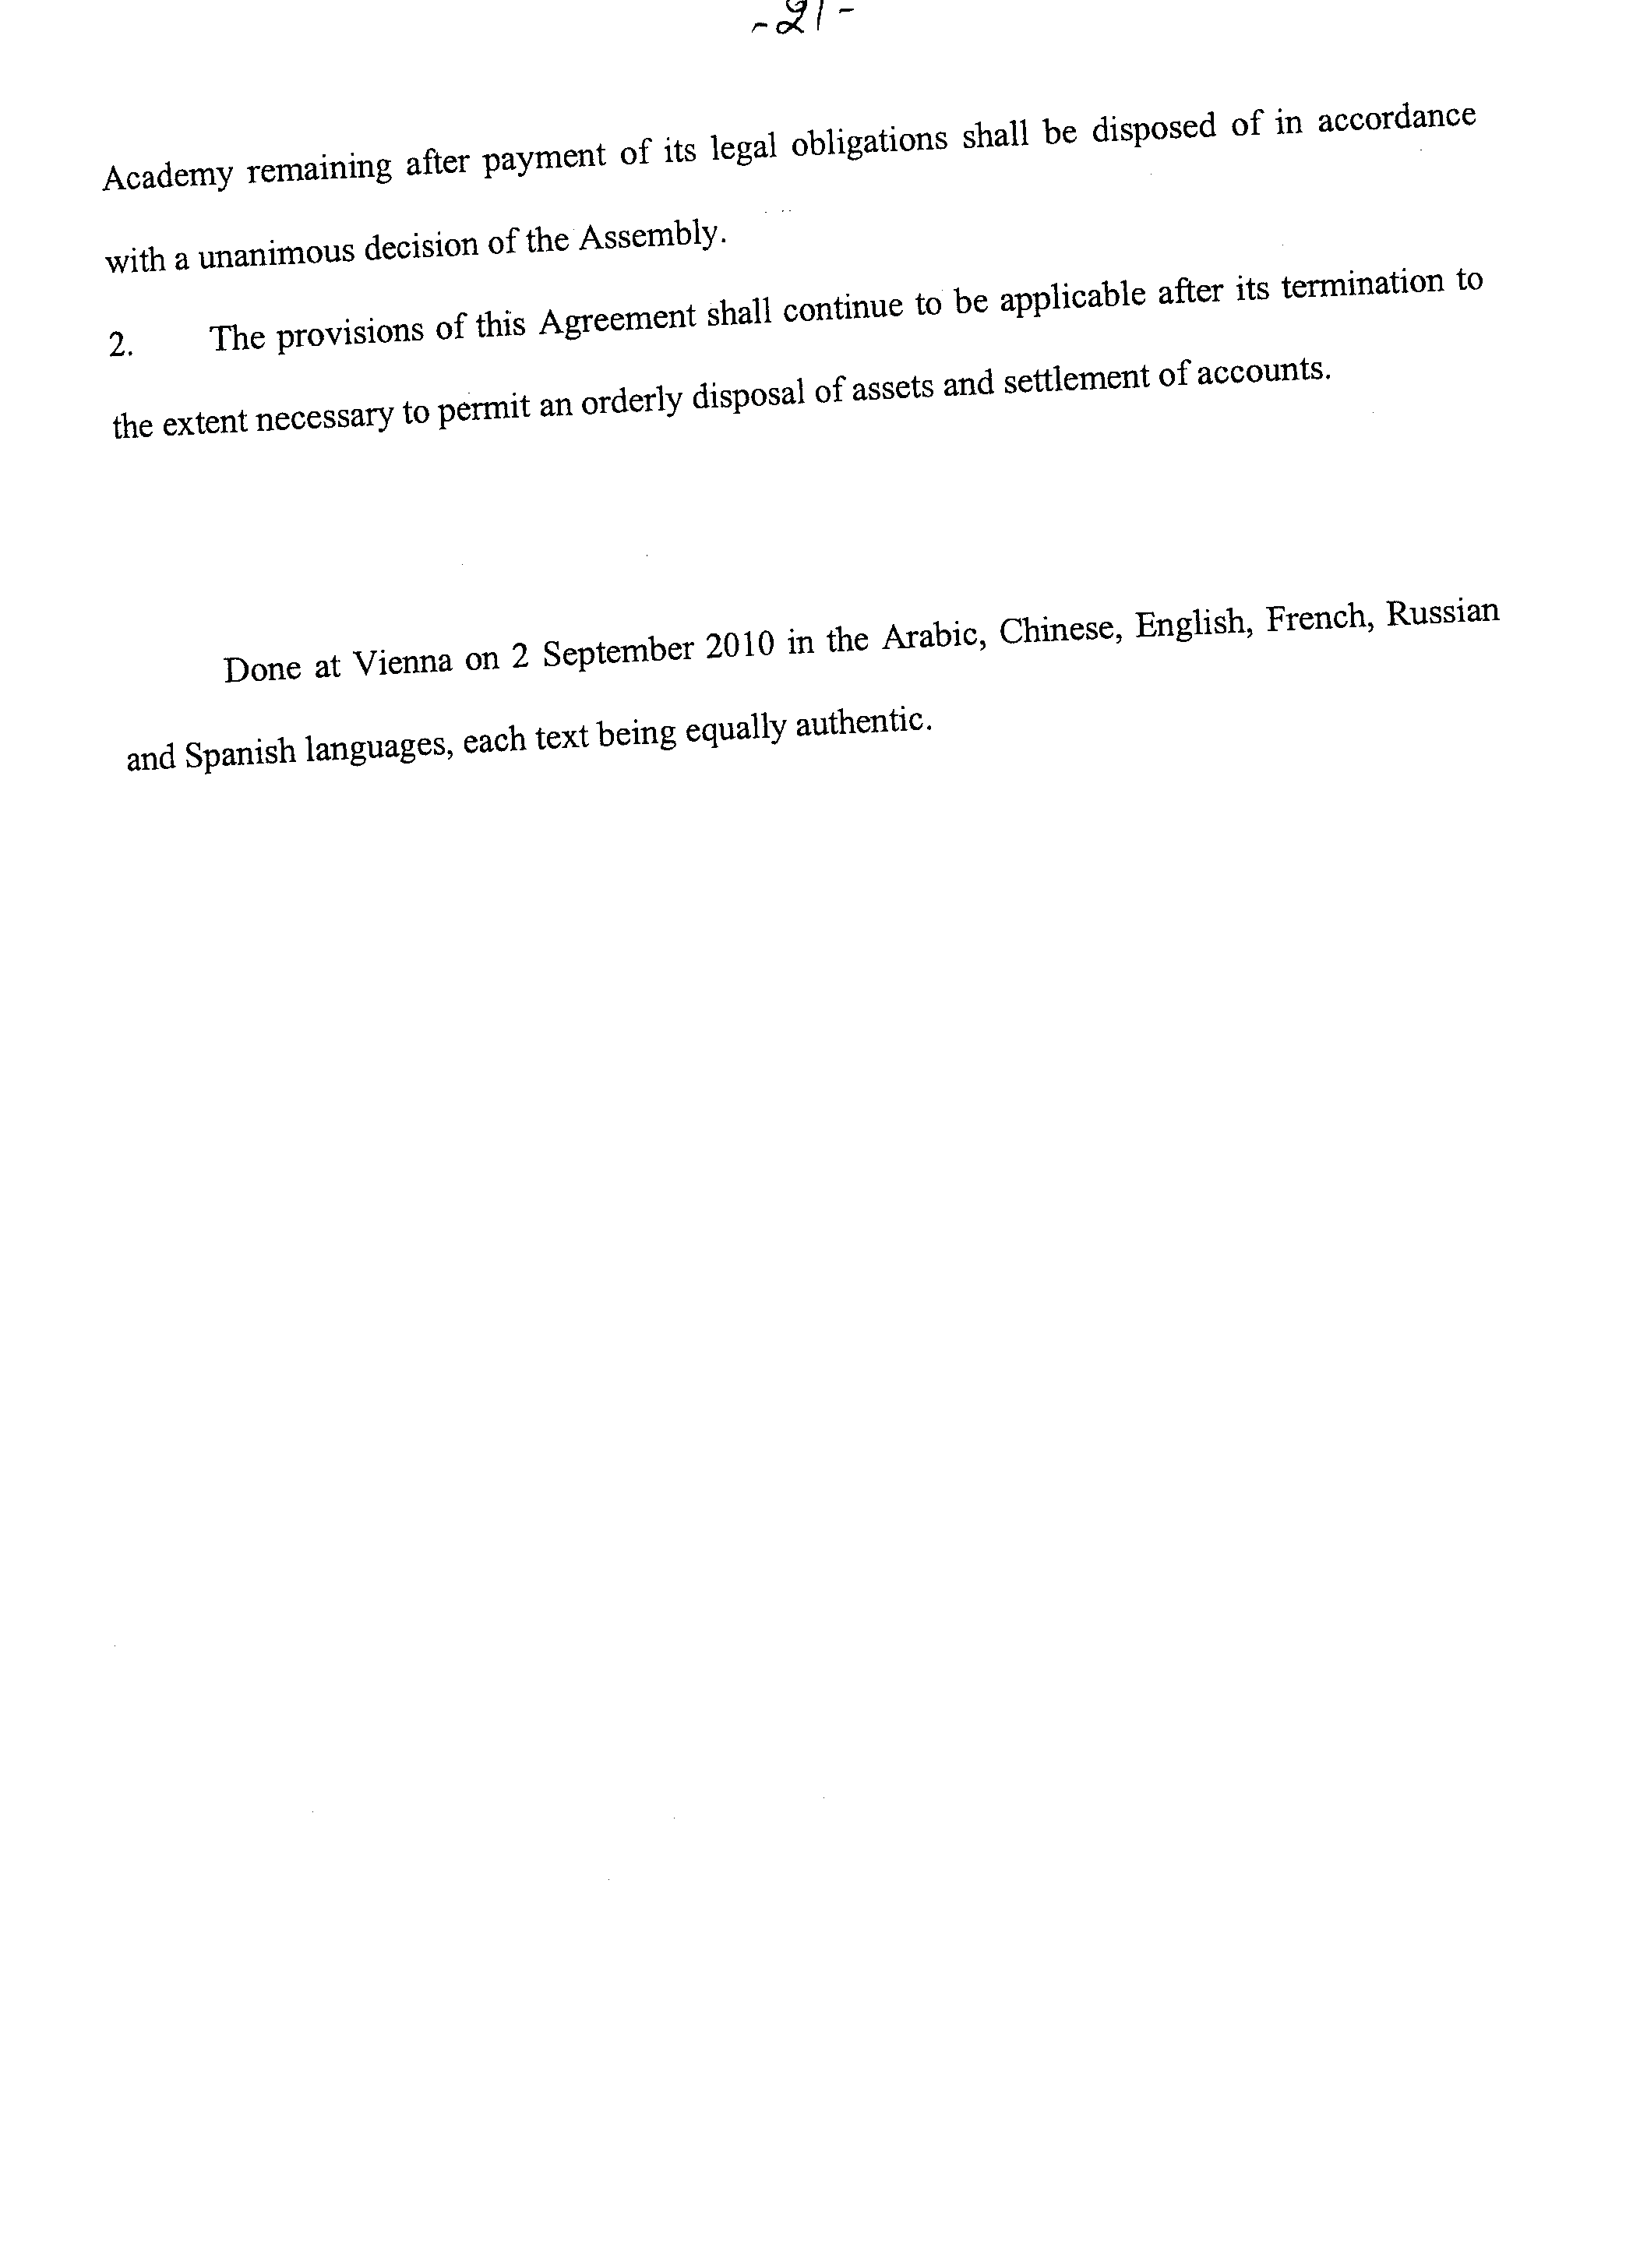 -21-
Academy remaining after payment of its legal obligations shall be disposed of in accordance
with a unanimous decision of the Assembly.
2. The provisions of this Agreement shall continue to be applicable after its termination to
the extent necessary to permit an orderly disposal of assets and settlement of accounts.
Done at Vienna on 2 September 2010 in the Arabic, Chinese, English, French, Russian
and Spanish languages, each text being equally authentic.